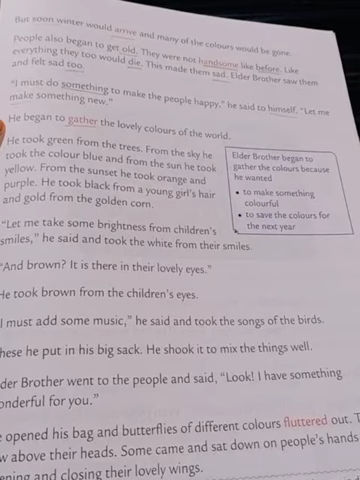 But soon winter would arrive and many of the colours would be gone.
People also began to get old. They were not handsome like before. Like
everything they too would die. This made them sad. Elder Brother saw them
and felt sad too.
"I must do something to make the people happy," he said to himself. "Let me
make something new."
He began to gather the lovely colours of the world.
He took green from the trees. From the sky he
took the colour blue and from the sun he took
yellow. From the sunset he took orange and
purple. He took black from a young girl's hair
and gold from the golden corn.
Elder Brother began to
gather the colours because
he wanted
• to make something
colourful
• to save the colours for
the next year
"Let me take some brightness from children's
smiles," he said and took the white from their smiles.
"And brown? It is there in their lovely eyes."
He took brown from the children's eyes.
I must add some music," he said and took the songs of the birds.
hese he put in his big sack. He shook it to mix the things well.
der Brother went to the people and said, "Look! I have something
onderful for you."
opened his bag and butterflies of different colours fluttered out. T
w above their heads. Some came and sat down on people's hands
ening and closing their lovely wings.